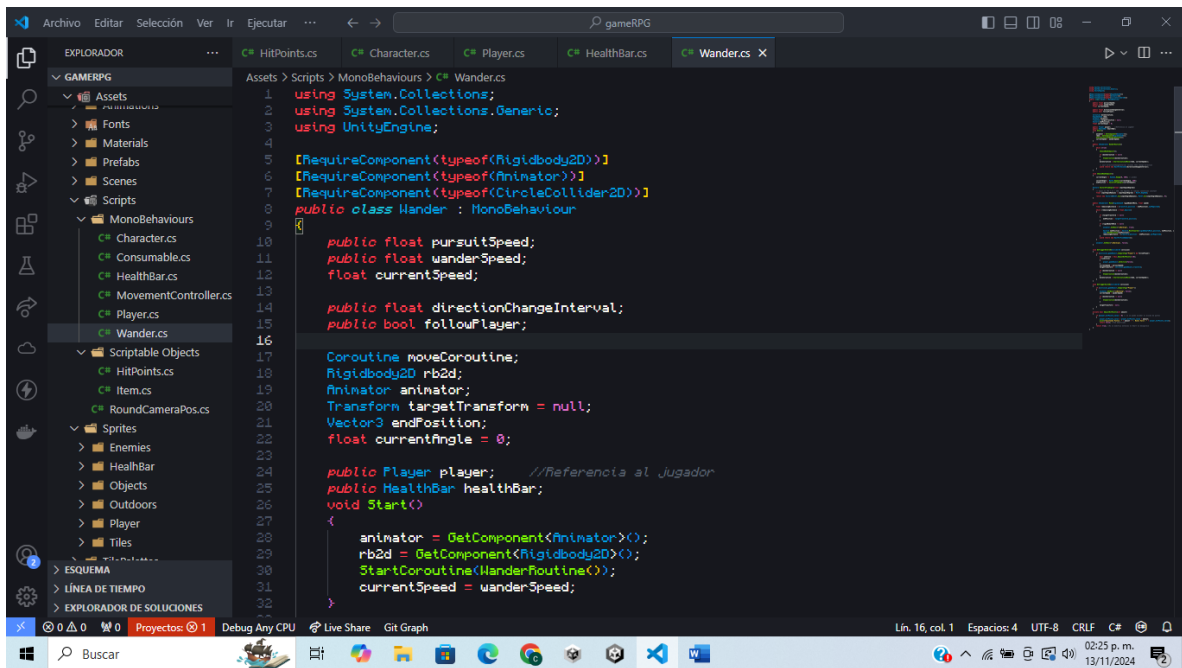 Archivo Editar Selección Ver Ir Ejecutar ··· gameRPG
EXPLORADOR ···
GAMERPG
Assets
Animations
Fonts
Materials
Prefabs
Scenes
Scripts
MonoBehaviours
C# Character.cs
C# Consumable.cs
C# HealthBar.cs
C# MovementController.cs
C# Player.cs
C# Wander.cs
Scriptable Objects
C# HitPoints.cs
C# Item.cs
C# RoundCameraPos.cs
Sprites
Enemies
HealhBar
Objects
Outdoors
Player
Tiles
ESQUEMA
LÍNEA DE TIEMPO
EXPLORADOR DE SOLUCIONES
2
C# HitPoints.cs C# Character.cs C# Player.cs C# HealthBar.cs C# Wander.cs
Assets > Scripts > MonoBehaviours > C# Wander.cs
1 using System.Collections;
2 using System.Collections.Generic;
3 using UnityEngine;
4
5 [RequireComponent(typeof(Rigidbody2D))]
6 [RequireComponent(typeof(Animator))]
7 [RequireComponent(typeof(CircleCollider2D))]
8 public class Wander : MonoBehaviour
9 {
10 public float pursuitSpeed;
11 public float wanderSpeed;
12 float currentSpeed;
13
14 public float directionChangeInterval;
15 public bool followPlayer;
16
17 Coroutine moveCoroutine;
18 Rigidbody2D rb2d;
19 Animator animator;
20 Transform targetTransform = null;
21 Vector3 endPosition;
22 float currentAngle = 0;
23
24 public Player player; //Referencia al jugador
25 public HealthBar healthBar;
26 void Start()
27 {
28 animator = GetComponent<Animator>();
29 rb2d = GetComponent<Rigidbody2D>();
30 StartCoroutine(WanderRoutine());
31 currentSpeed = wanderSpeed;
32 }
0 0 0 Proyectos: 1 Debug Any CPU Live Share Git Graph Lín. 16, col. 1 Espacios: 4 UTF-8 CRLF C#
Buscar
02:25 p. m.
13/11/2024
2